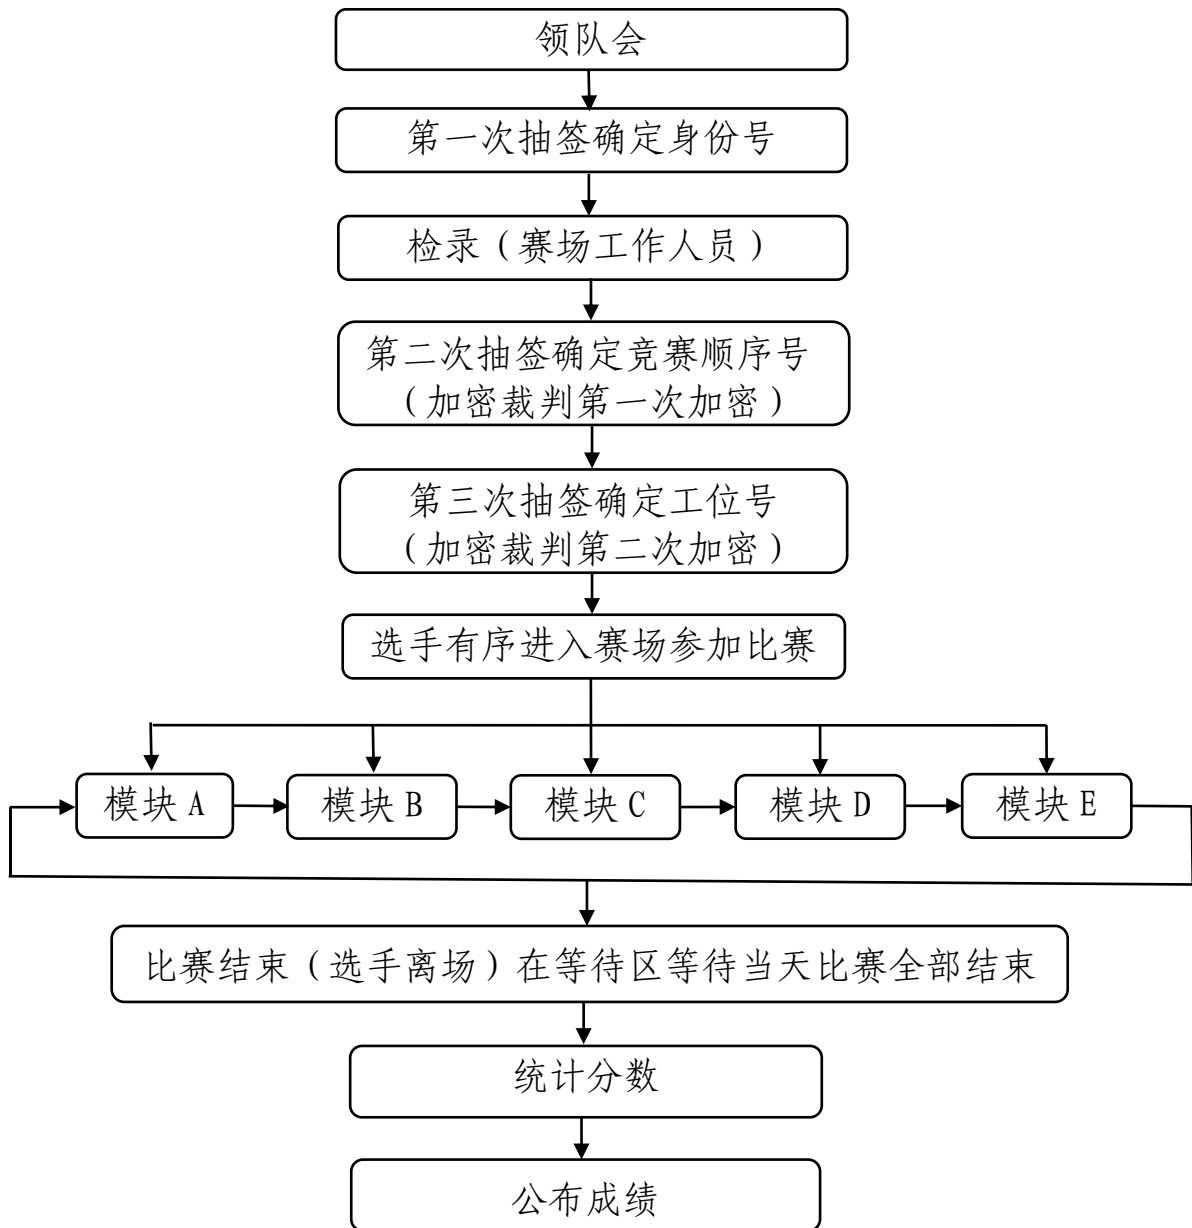 领队会
第一次抽签确定身份号
检录（赛场工作人员）
第二次抽签确定竞赛顺序号
（加密裁判第一次加密）
第三次抽签确定工位号
（加密裁判第二次加密）
选手有序进入赛场参加比赛
模块 A
模块 B
模块 C
模块 D
模块 E
比赛结束（选手离场）在等待区等待当天比赛全部结束
统计分数
公布成绩